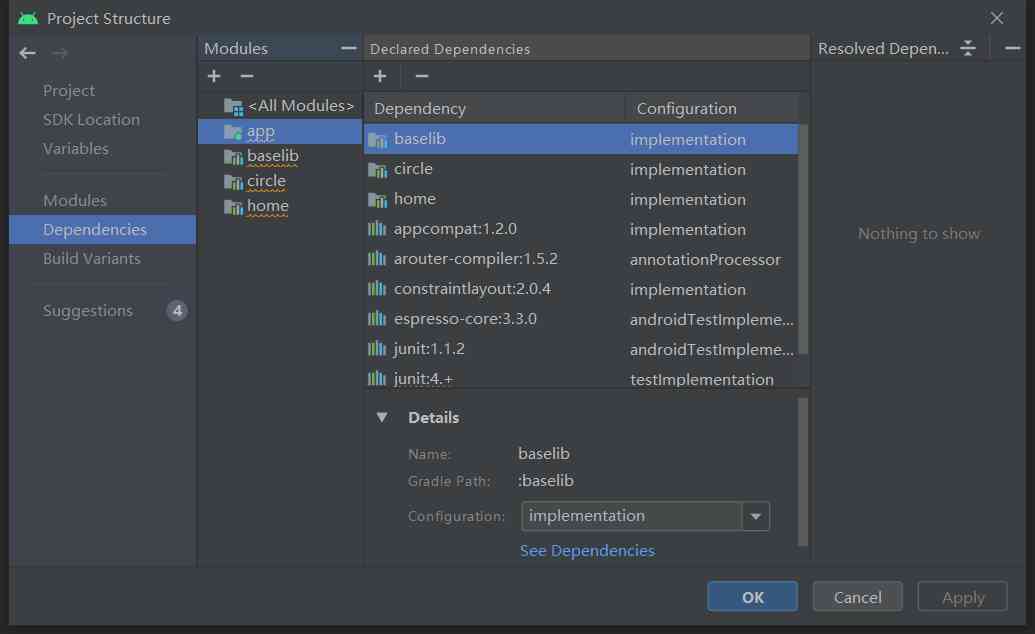 Project Structure
Modules
Declared Dependencies
Resolved Depen...
Project
SDK Location
Variables
Modules
Dependencies
Build Variants
Suggestions 4
<All Modules>
app
baselib
circle
home
Dependency Configuration
baselib implementation
circle implementation
home implementation
appcompat:1.2.0 implementation
arouter-compiler:1.5.2 annotationProcessor
constraintlayout:2.0.4 implementation
espresso-core:3.3.0 androidTestImpleme...
junit:1.1.2 androidTestImpleme...
junit:4.+ testImplementation
Details
Name: baselib
Gradle Path: :baselib
Configuration: implementation
See Dependencies
Nothing to show
OK Cancel Apply